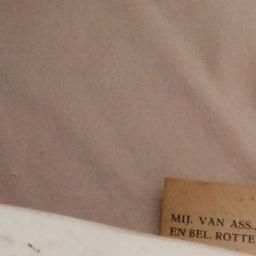 MIJ. VAN ASS.,
EN BEL. ROTTE